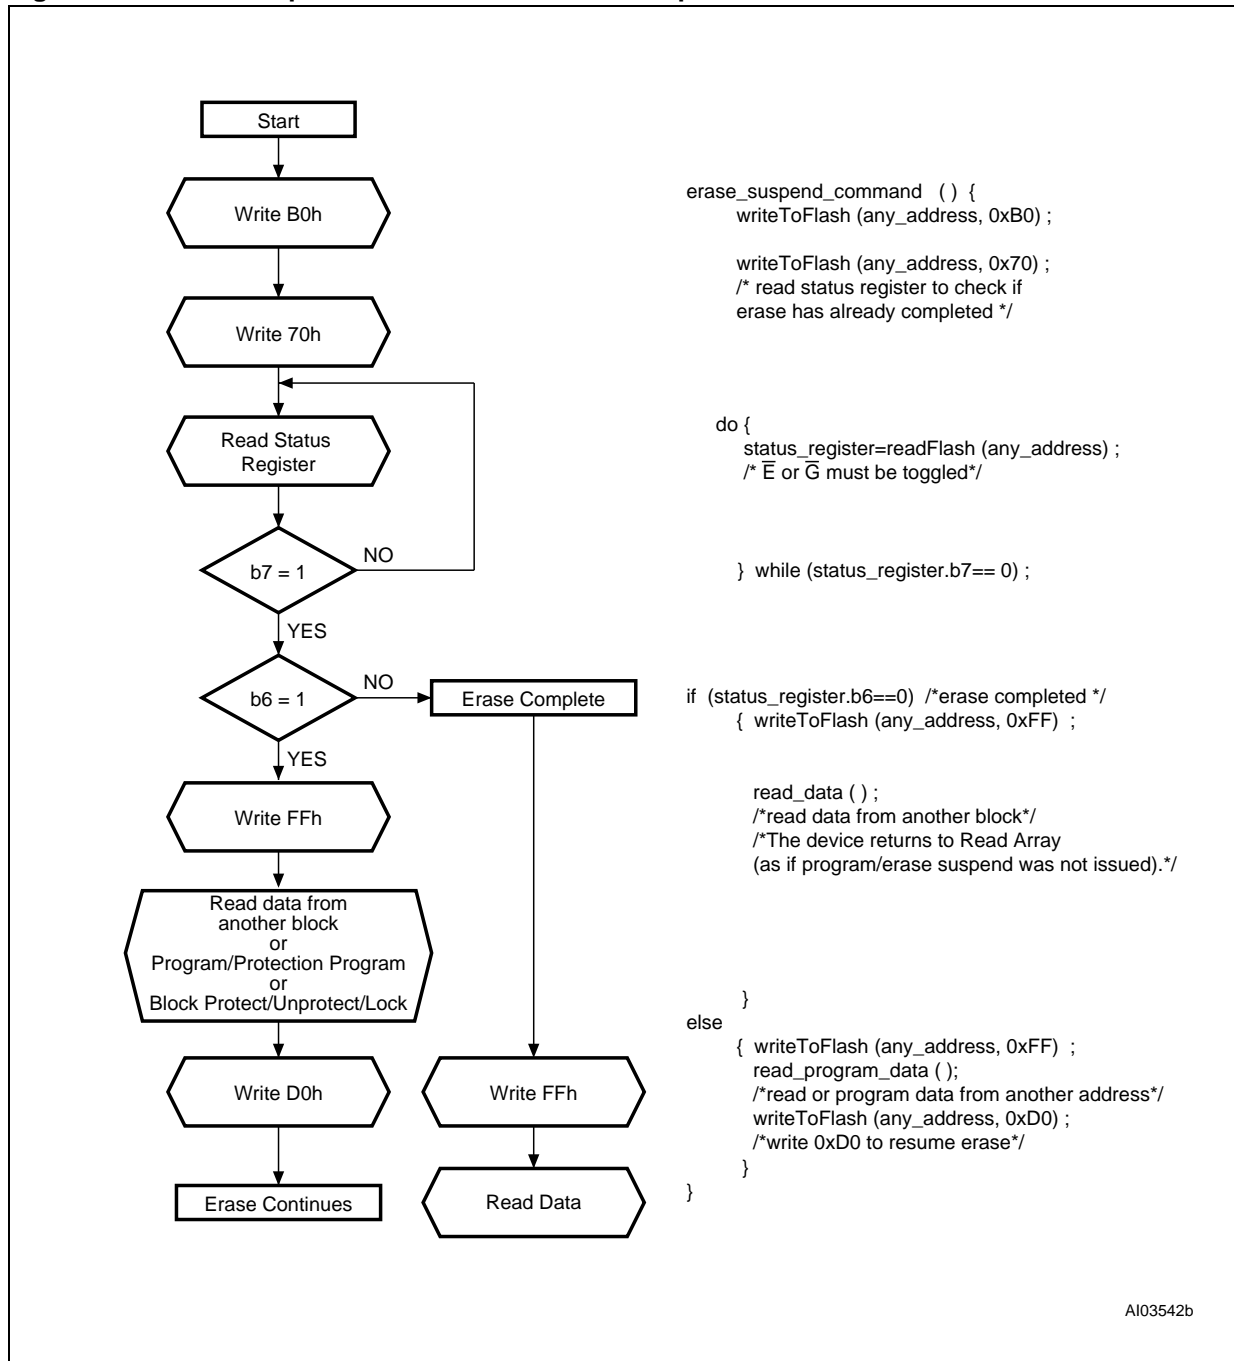 Start
Write B0h
Write 70h
Read Status
Register
b7 = 1
NO
YES
b6 = 1
NO
Erase Complete
YES
Write FFh
Read data from
another block
or
Program/Protection Program
or
Block Protect/Unprotect/Lock
Write D0h
Write FFh
Erase Continues
Read Data
erase_suspend_command ( ) {
writeToFlash (any_address, 0xB0) ;
writeToFlash (any_address, 0x70) ;
/* read status register to check if
erase has already completed */
do {
status_register=readFlash (any_address) ;
/* E̅ or G̅ must be toggled*/
} while (status_register.b7== 0) ;
if (status_register.b6==0) /*erase completed */
{ writeToFlash (any_address, 0xFF) ;
read_data ( ) ;
/*read data from another block*/
/*The device returns to Read Array
(as if program/erase suspend was not issued).*/
}
else
{ writeToFlash (any_address, 0xFF) ;
read_program_data ( );
/*read or program data from another address*/
writeToFlash (any_address, 0xD0) ;
/*write 0xD0 to resume erase*/
}
}
AI03542b